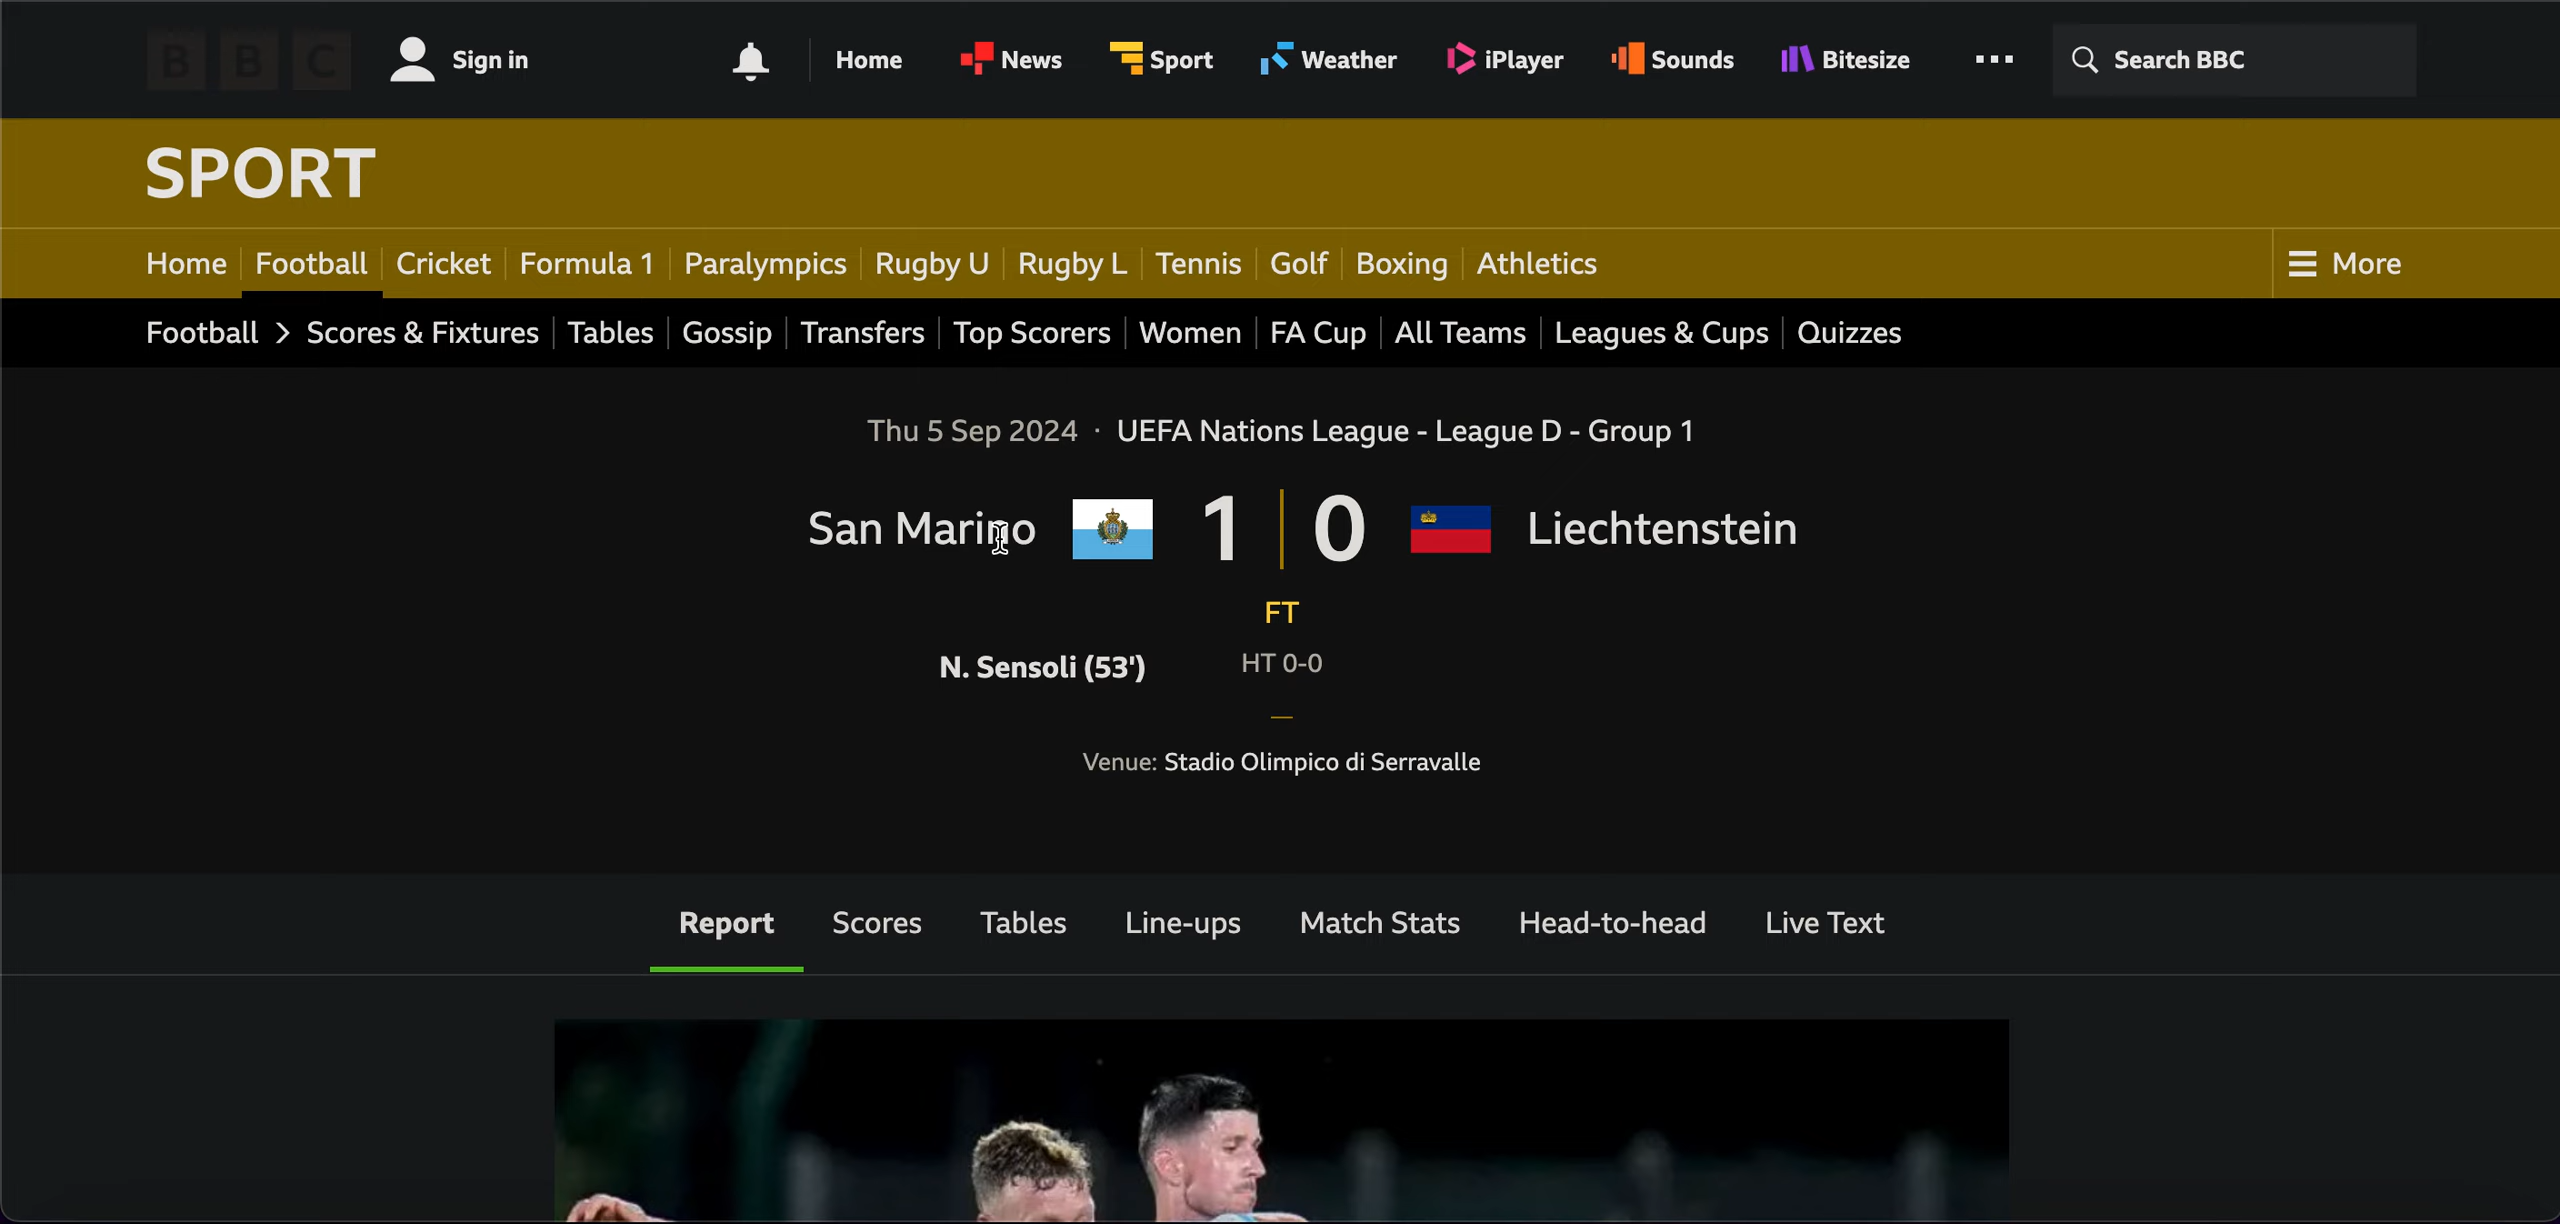 BBC Sign in Home News Sport Weather iPlayer Sounds Bitesize ... Search BBC
SPORT
Home Football Cricket Formula 1 Paralympics Rugby U Rugby L Tennis Golf Boxing Athletics More
Football > Scores & Fixtures Tables Gossip Transfers Top Scorers Women FA Cup All Teams Leagues & Cups Quizzes
Thu 5 Sep 2024 · UEFA Nations League - League D - Group 1
San Marino 1 0 Liechtenstein
FT
N. Sensoli (53') HT 0-0
Venue: Stadio Olimpico di Serravalle
Report Scores Tables Line-ups Match Stats Head-to-head Live Text